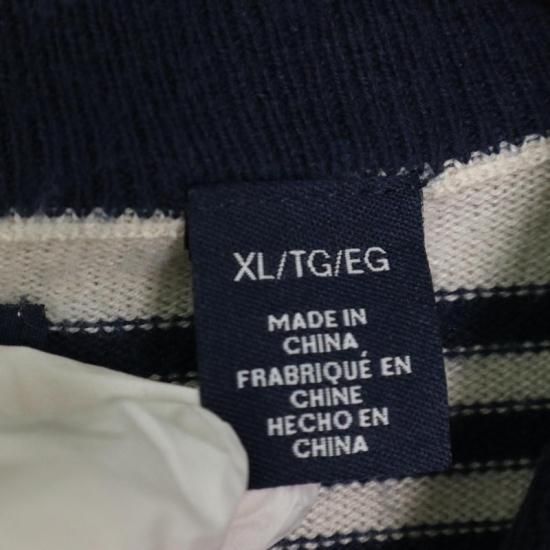 XL/TG/EG
MADE IN
CHINA
FRABRIQUÉ EN
CHINE
HECHO EN
CHINA